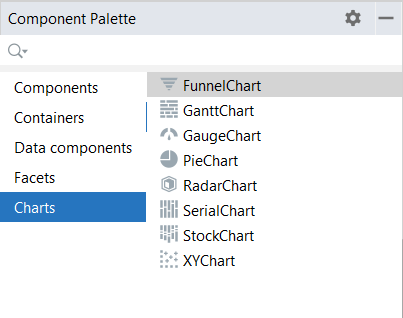 Component Palette
Components
Containers
Data components
Facets
Charts
FunnelChart
GanttChart
GaugeChart
PieChart
RadarChart
SerialChart
StockChart
XYChart